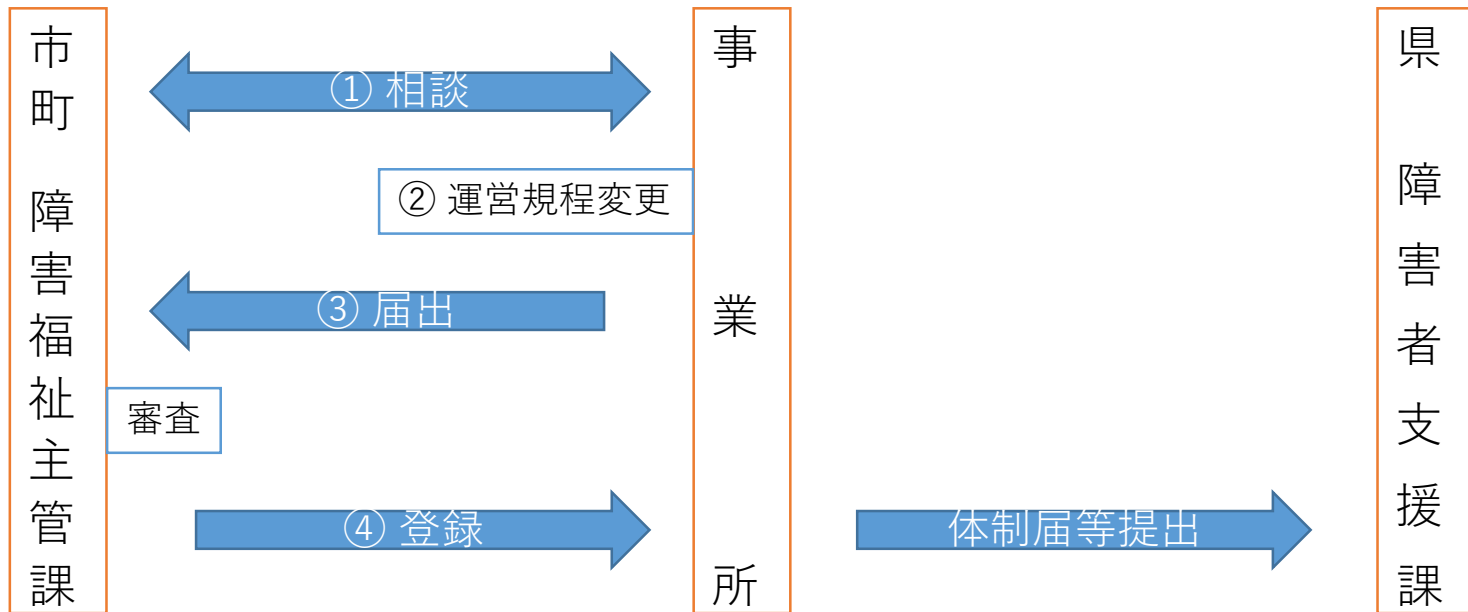 市町 障害福祉主管課
① 相談
② 運営規程変更
③ 届出
審査
④ 登録
事業所
体制届等提出
県 障害者支援課